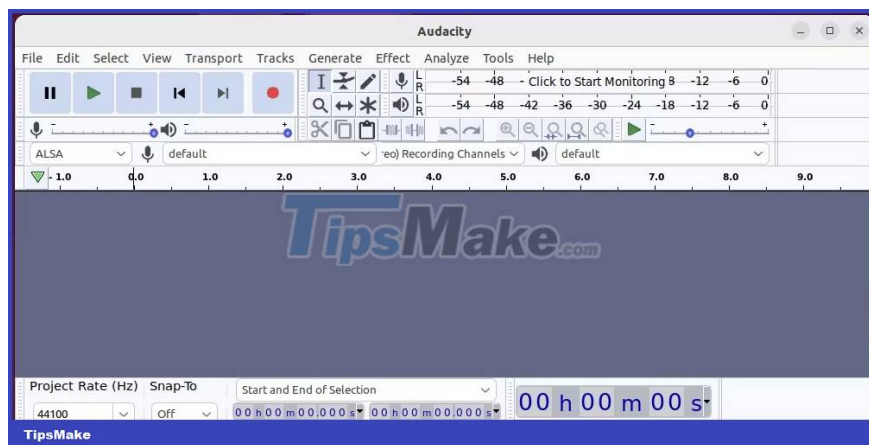 Audacity
File Edit Select View Transport Tracks Generate Effect Analyze Tools Help
L R -54 -48 - Click to Start Monitoring 8 -12 -6 0
L R -54 -48 -42 -36 -30 -24 -18 -12 -6 0
- + - + - +
ALSA default eo) Recording Channels default
- 1.0 0.0 1.0 2.0 3.0 4.0 5.0 6.0 7.0 8.0 9.0
TipsMake.com
Project Rate (Hz) Snap-To Start and End of Selection
44100 Off 00 h 00 m 00.000 s 00 h 00 m 00.000 s 00 h 00 m 00 s
TipsMake